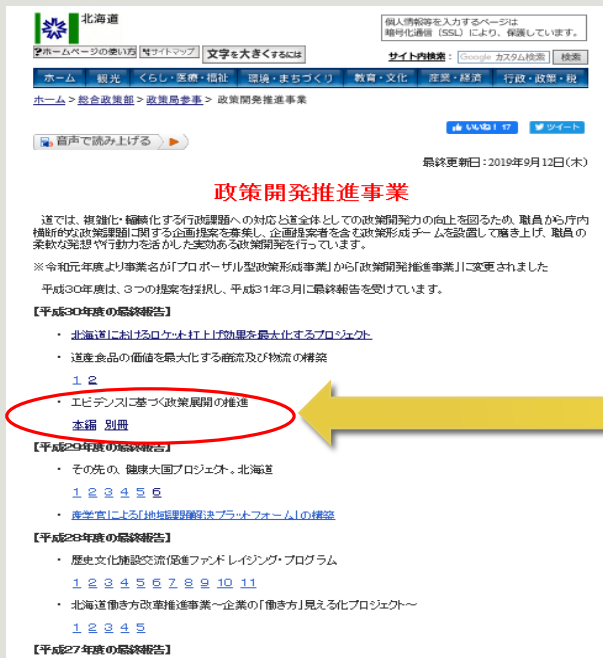 北海道
個人情報等を入力するページは
暗号化通信（SSL）により、保護しています。
?ホームページの使い方 サイトマップ 文字を大きくするには
サイト内検索： Google カスタム検索 検索
ホーム 観光 くらし・医療・福祉 環境・まちづくり 教育・文化 産業・経済 行政・政策・税
ホーム > 総合政策部 > 政策局参事 > 政策開発推進事業
いいね！ 17 ツイート
音声で読み上げる
最終更新日：2019年9月12日(木)
政策開発推進事業
道では、複雑化・輻輳化する行政課題への対応と道全体としての政策開発力の向上を図るため、職員から庁内
横断的な政策課題に関する企画提案を募集し、企画提案者を含む政策形成チームを設置して磨き上げ、職員の
柔軟な発想や行動力を活かした実効ある政策開発を行っています。
※令和元年度より事業名が「プロポーザル型政策形成事業」から「政策開発推進事業」に変更されました
平成30年度は、3つの提案を採択し、平成31年3月に最終報告を受けています。
【平成30年度の最終報告】
・ 北海道におけるロケット打上げ効果を最大化するプロジェクト
・ 道産食品の価値を最大化する商流及び物流の構築
1 2
・ エビデンスに基づく政策展開の推進
本編 別冊
【平成29年度の最終報告】
・ その先の、健康大国プロジェクト。北海道
1 2 3 4 5 6
・ 産学官による「地域課題解決プラットフォーム」の構築
【平成28年度の最終報告】
・ 歴史文化施設交流促進ファンドレイジング・プログラム
1 2 3 4 5 6 7 8 9 10 11
・ 北海道働き方改革推進事業～企業の「働き方」見える化プロジェクト～
1 2 3 4 5
【平成27年度の最終報告】